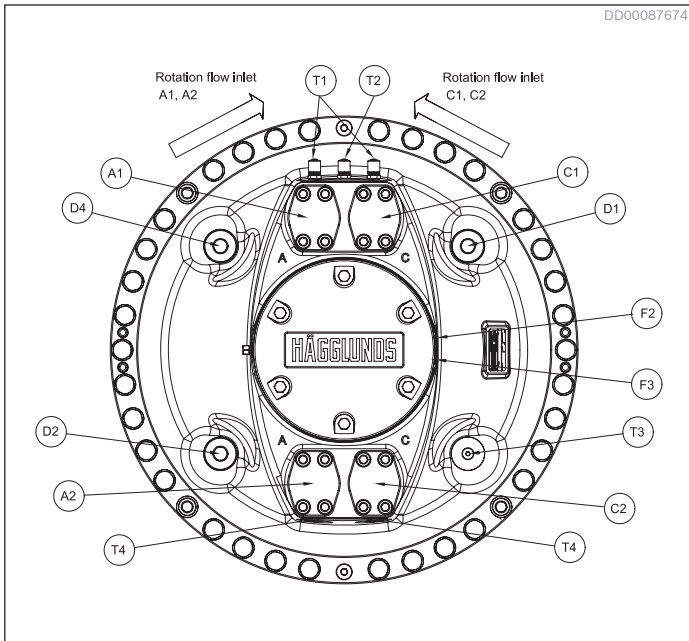 DD00087674
Rotation flow inlet
A1, A2
T1
T2
Rotation flow inlet
C1, C2
A1
C1
D4
D1
A
C
F2
HÄGGLUNDS
F3
D2
T3
A
C
A2
C2
T4
T4